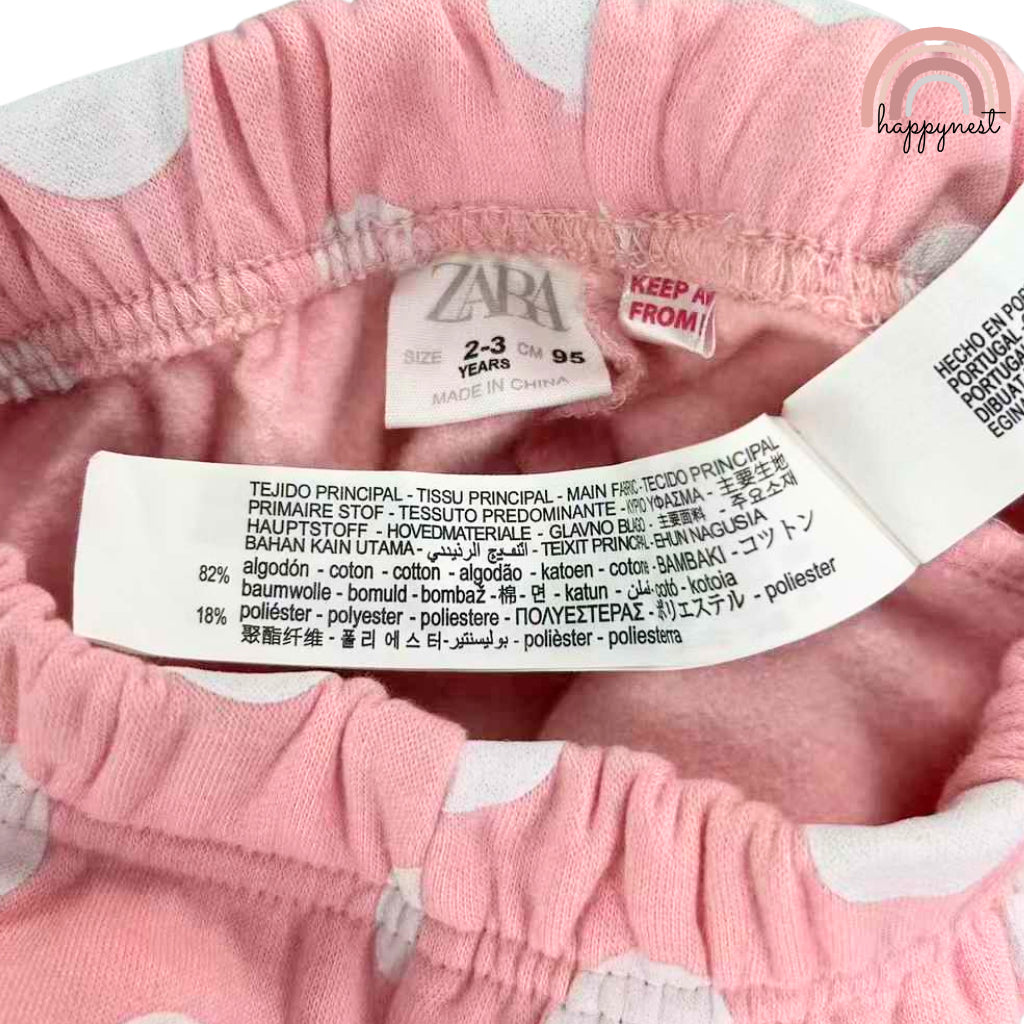 happynest
ZARA
SIZE 2-3 YEARS CM 95
MADE IN CHINA
KEEP
FROM
HECHO EN
PORTUGAL
PORTUGAL
TEJIDO PRINCIPAL - TISSU PRINCIPAL - MAIN FABRIC - TECIDO PRINCIPAL
PRIMAIRE STOF - TESSUTO PREDOMINANTE - ΚΥΡΙΟ ΥΦΑΣΜΑ - 主要生地
HAUPTSTOFF - HOVEDMATERIALE - GLAVNO BLAGO - 主要面料 - 주요소재
BAHAN KAIN UTAMA - النسيج الرئيسي - TEIXIT PRINCIPAL - EHUN NAGUSIA
82% algodón - coton - cotton - algodão - katoen - cotone - BAMBAKI - コットン
baumwolle - bomuld - bombaž - 棉 - 면 - katun - قطن - cotó - kotoia
18% poliéster - polyester - poliestere - ΠΟΛΥΕΣΤΕΡΑΣ - ポリエステル - poliester
聚酯纤维 - 폴리에스터 - بوليستير - polièster - poliesterra